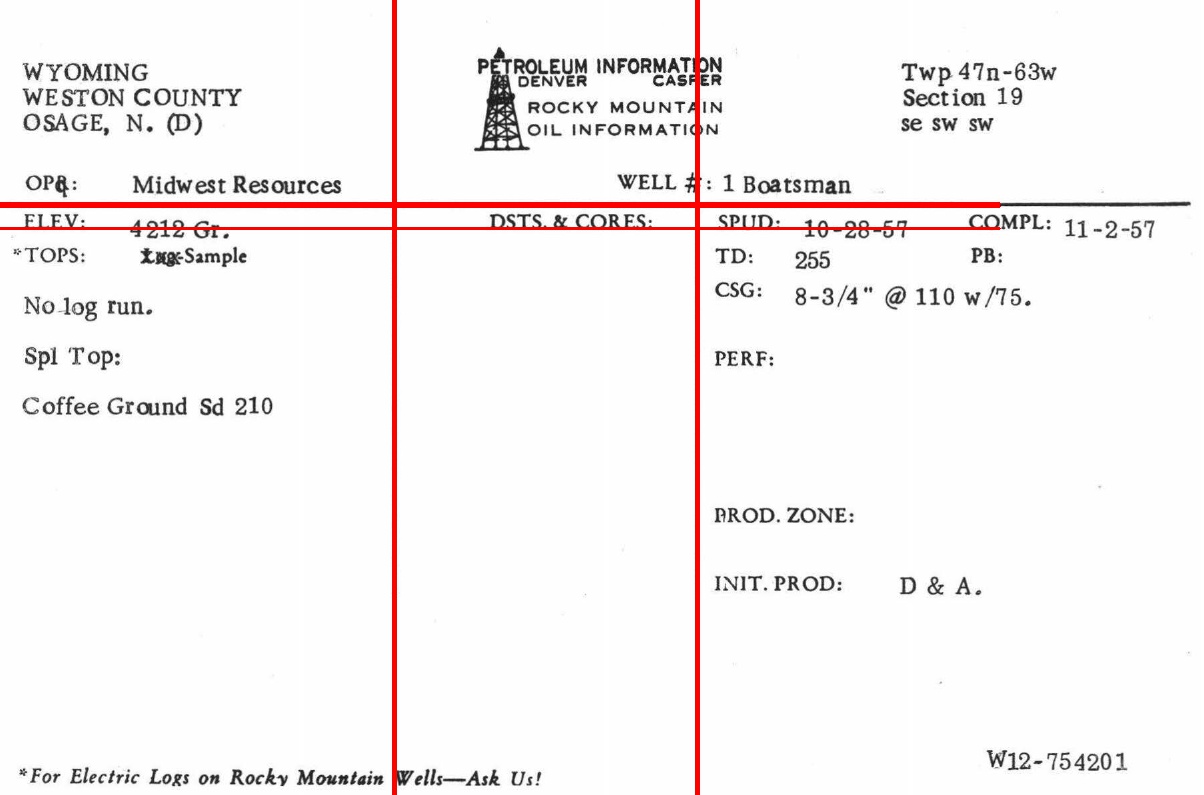 WYOMING
WESTON COUNTY
OSAGE, N. (D)
PETROLEUM INFORMATION
DENVER CASPER
ROCKY MOUNTAIN
OIL INFORMATION
Twp 47n-63w
Section 19
se sw sw
OPR: Midwest Resources
WELL #: 1 Boatsman
ELEV: 4212 Gr.
DSTS. & CORES:
SPUD: 10-28-57
COMPL: 11-2-57
*TOPS: Sample
TD: 255
PB:
No log run.
CSG: 8-3/4" @ 110 w/75.
Spl Top:
PERF:
Coffee Ground Sd 210
PROD. ZONE:
INIT. PROD: D & A.
W12-754201
*For Electric Logs on Rocky Mountain Wells—Ask Us!